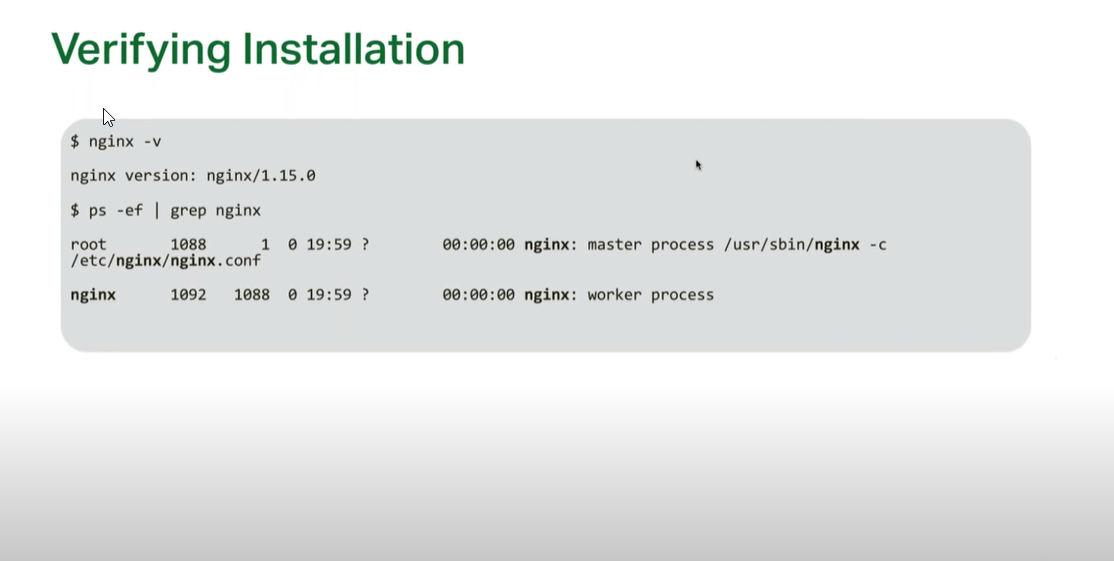 Verifying Installation
$ nginx -v
nginx version: nginx/1.15.0
$ ps -ef | grep nginx
root       1088      1  0 19:59 ?        00:00:00 nginx: master process /usr/sbin/nginx -c
/etc/nginx/nginx.conf
nginx      1092   1088  0 19:59 ?        00:00:00 nginx: worker process